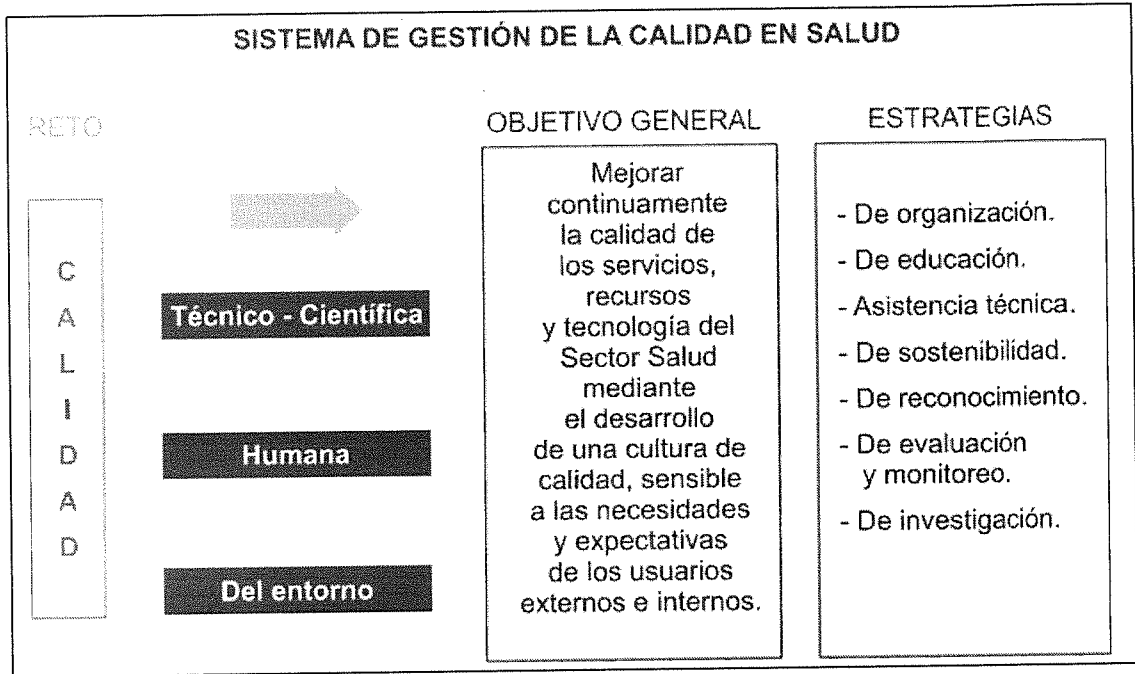 SISTEMA DE GESTIÓN DE LA CALIDAD EN SALUD
RETO
C
A
L
I
D
A
D
Técnico - Científica
Humana
Del entorno
OBJETIVO GENERAL
Mejorar
continuamente
la calidad de
los servicios,
recursos
y tecnología del
Sector Salud
mediante
el desarrollo
de una cultura de
calidad, sensible
a las necesidades
y expectativas
de los usuarios
externos e internos.
ESTRATEGIAS
- De organización.
- De educación.
- Asistencia técnica.
- De sostenibilidad.
- De reconocimiento.
- De evaluación
y monitoreo.
- De investigación.